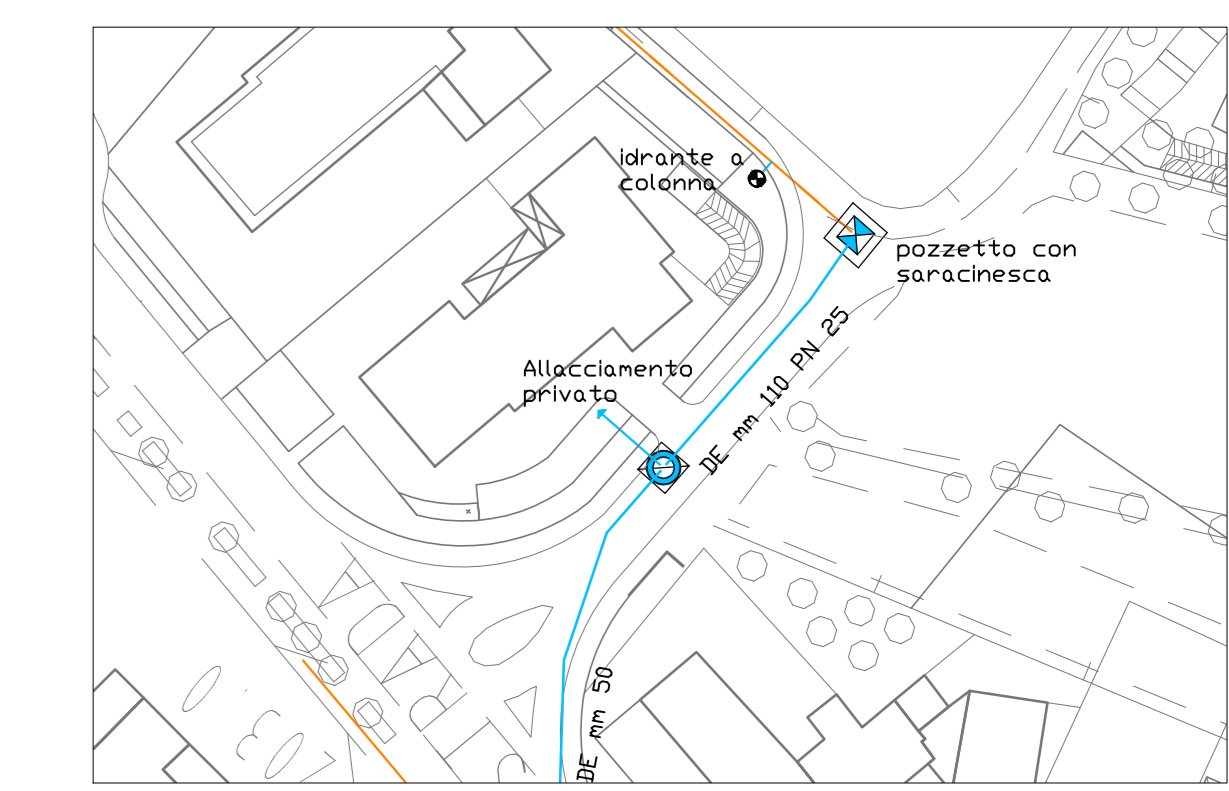 idrante a
colonna
pozzetto con
saracinesca
DE mm 110 PN 25
Allacciamento
privato
DE mm 50